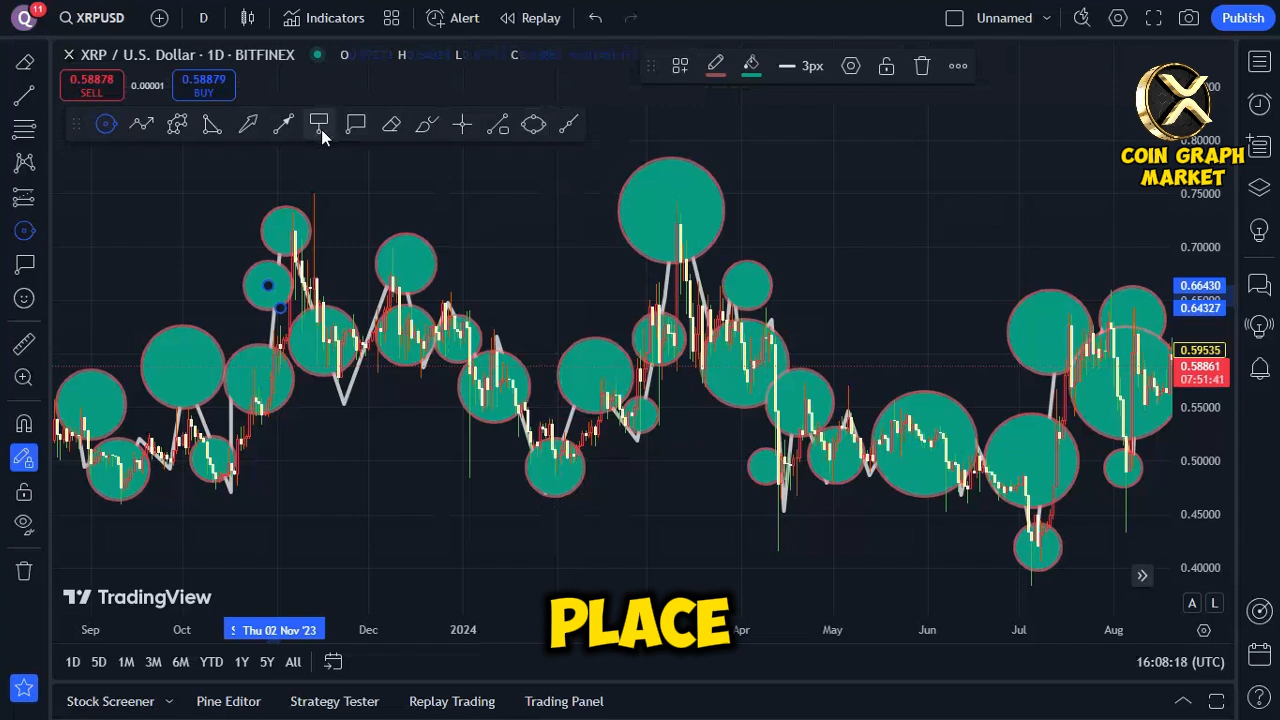 Q 11 XRPUSD D Indicators Alert Replay Unnamed Publish
XRP / U.S. Dollar · 1D · BITFINEX O H L C
3px
0.58878 0.00001 0.58879
SELL BUY
COIN GRAPH
MARKET
0.80000
0.75000
0.70000
0.66430
0.64327
0.59535
0.58861
07:51:41
0.55000
0.50000
0.45000
0.40000
TradingView
PLACE
A L
Sep Oct Thu 02 Nov '23 Dec 2024 Apr May Jun Jul Aug
1D 5D 1M 3M 6M YTD 1Y 5Y All 16:08:18 (UTC)
Stock Screener Pine Editor Strategy Tester Replay Trading Trading Panel